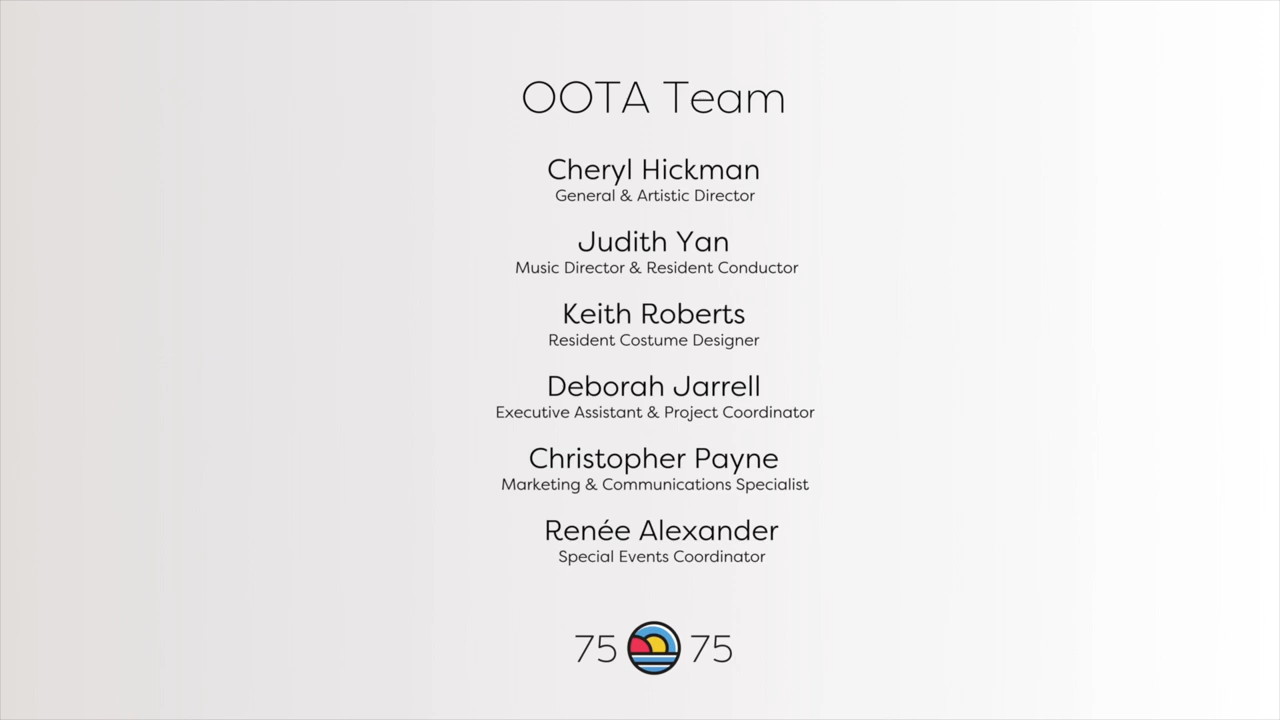 OOTA Team
Cheryl Hickman
General & Artistic Director
Judith Yan
Music Director & Resident Conductor
Keith Roberts
Resident Costume Designer
Deborah Jarrell
Executive Assistant & Project Coordinator
Christopher Payne
Marketing & Communications Specialist
Renée Alexander
Special Events Coordinator
75 75